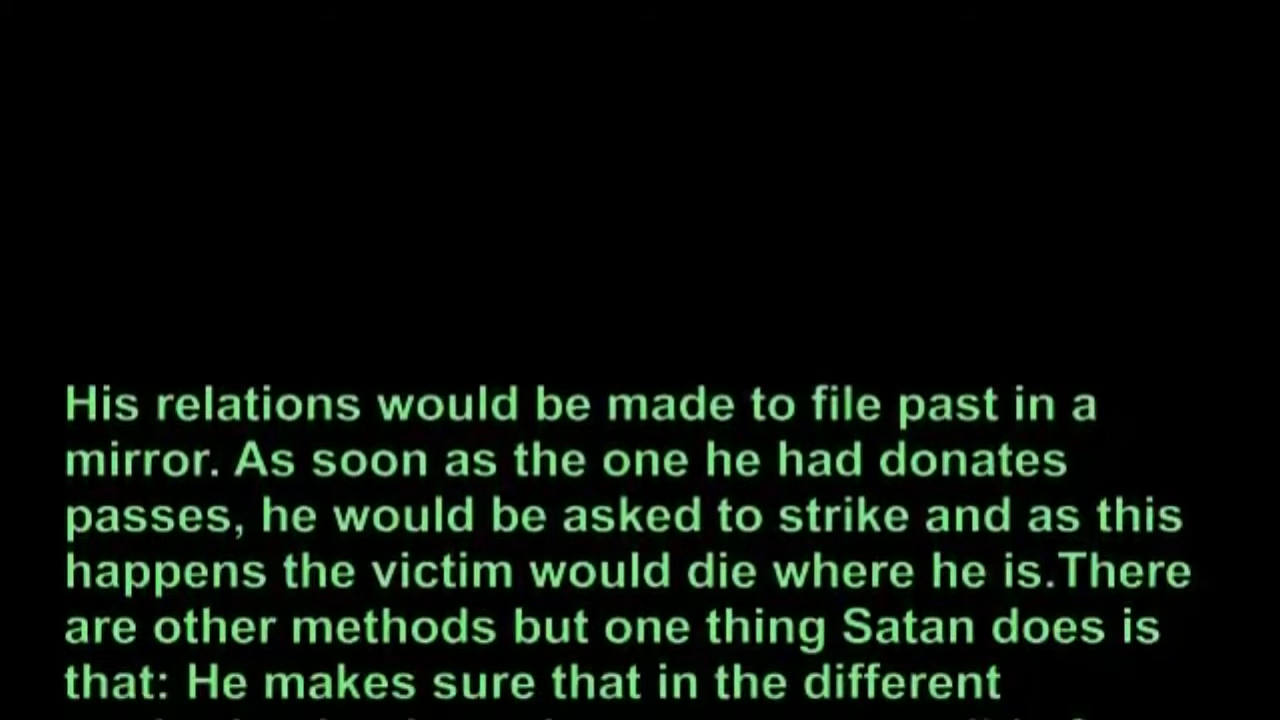 His relations would be made to file past in a
mirror. As soon as the one he had donates
passes, he would be asked to strike and as this
happens the victim would die where he is.There
are other methods but one thing Satan does is
that: He makes sure that in the different